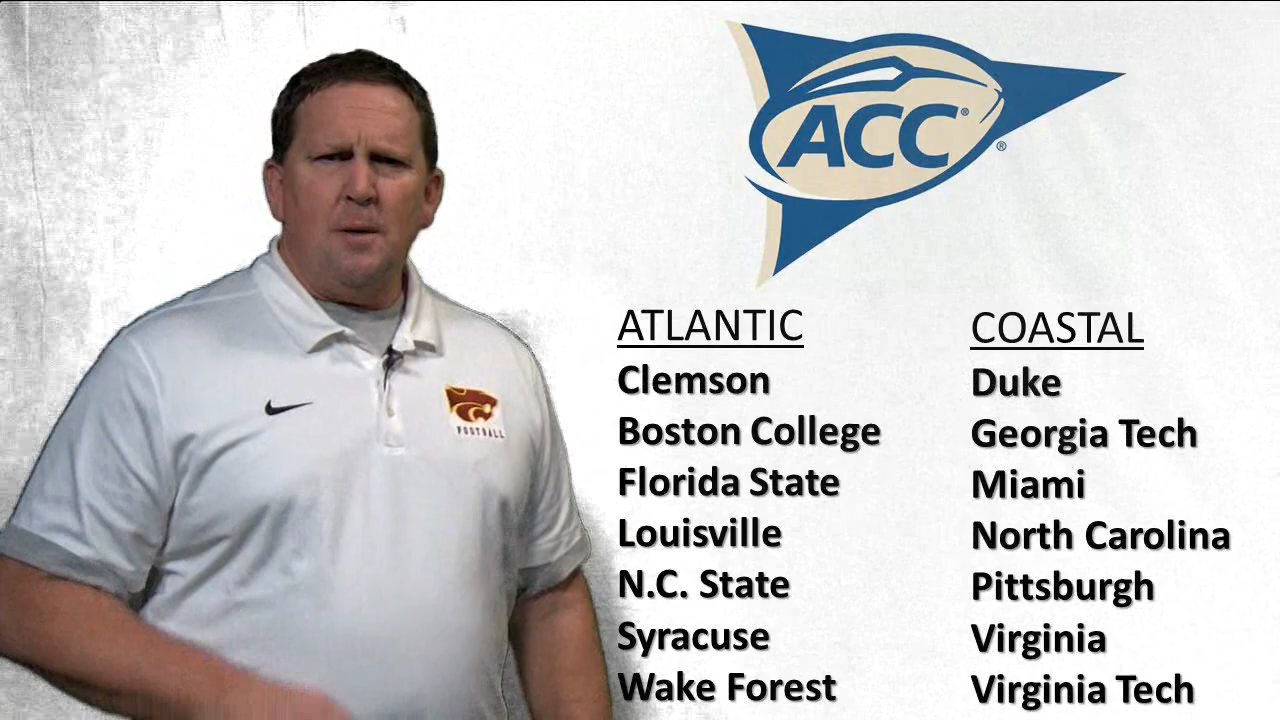 ACC®
®
ATLANTIC
Clemson
Boston College
Florida State
Louisville
N.C. State
Syracuse
Wake Forest
COASTAL
Duke
Georgia Tech
Miami
North Carolina
Pittsburgh
Virginia
Virginia Tech
FOOTBALL